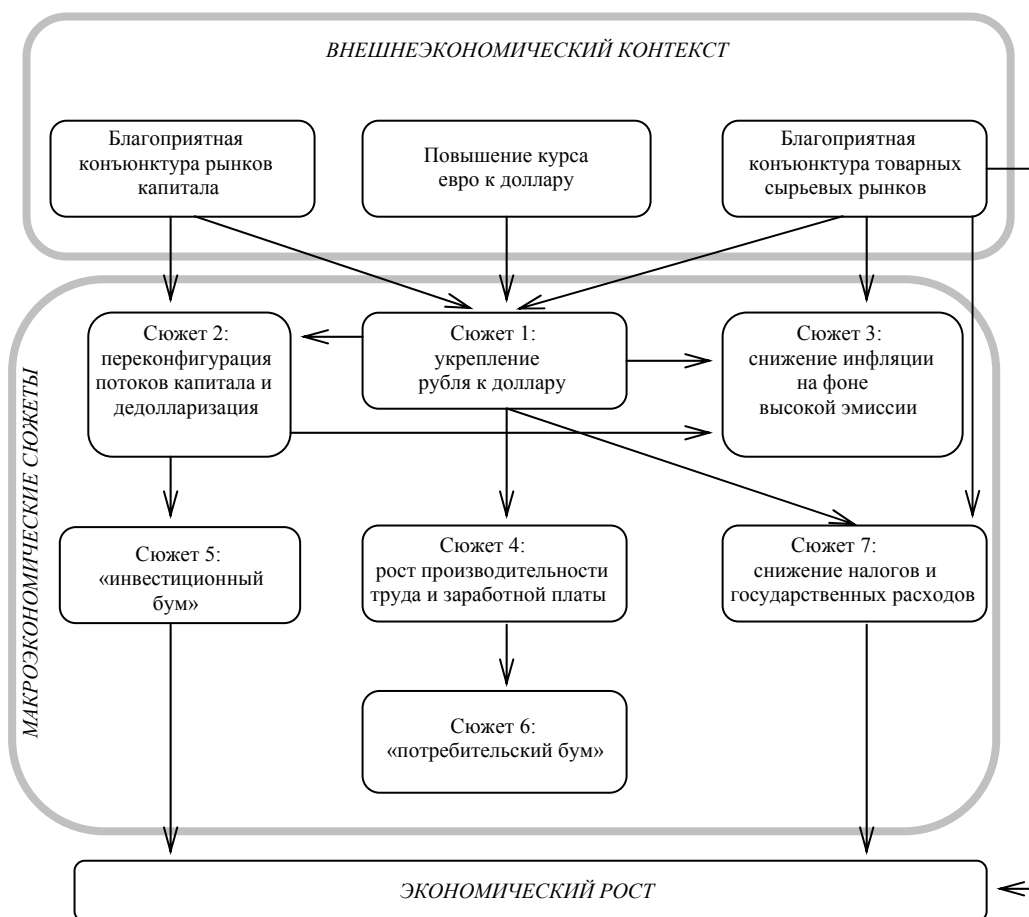 ВНЕШНЕЭКОНОМИЧЕСКИЙ КОНТЕКСТ
Благоприятная
конъюнктура рынков
капитала
Повышение курса
евро к доллару
Благоприятная
конъюнктура товарных
сырьевых рынков
МАКРОЭКОНОМИЧЕСКИЕ СЮЖЕТЫ
Сюжет 2:
переконфигурация
потоков капитала и
дедолларизация
Сюжет 1:
укрепление
рубля к доллару
Сюжет 3:
снижение инфляции
на фоне
высокой эмиссии
Сюжет 5:
«инвестиционный
бум»
Сюжет 4:
рост производительности
труда и заработной платы
Сюжет 7:
снижение налогов и
государственных расходов
Сюжет 6:
«потребительский бум»
ЭКОНОМИЧЕСКИЙ РОСТ